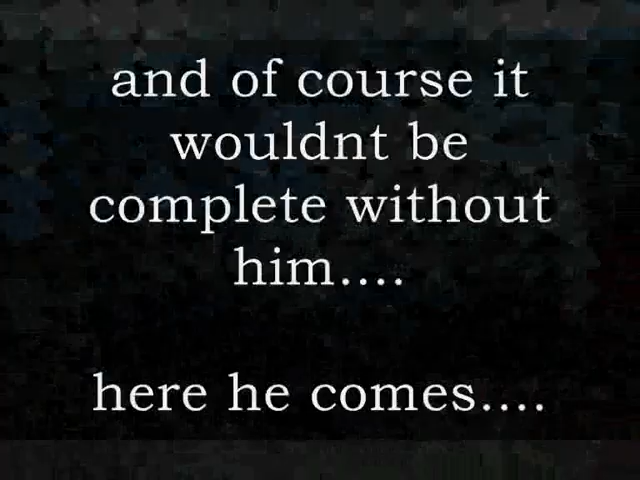 and of course it
wouldnt be
complete without
him....
here he comes....